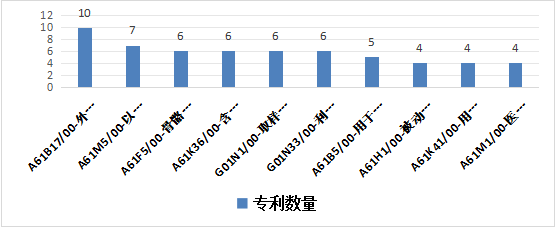 10
7
6
6
6
6
5
4
4
4
12
10
8
6
4
2
0
A61B17/00-外…
A61M5/00-以…
A61F5/00-骨骼…
A61K36/00-含…
G01N1/00-取样…
G01N33/00-利…
A61B5/00-用于…
A61H1/00-被动…
A61K41/00-用…
A61M1/00-医…
专利数量